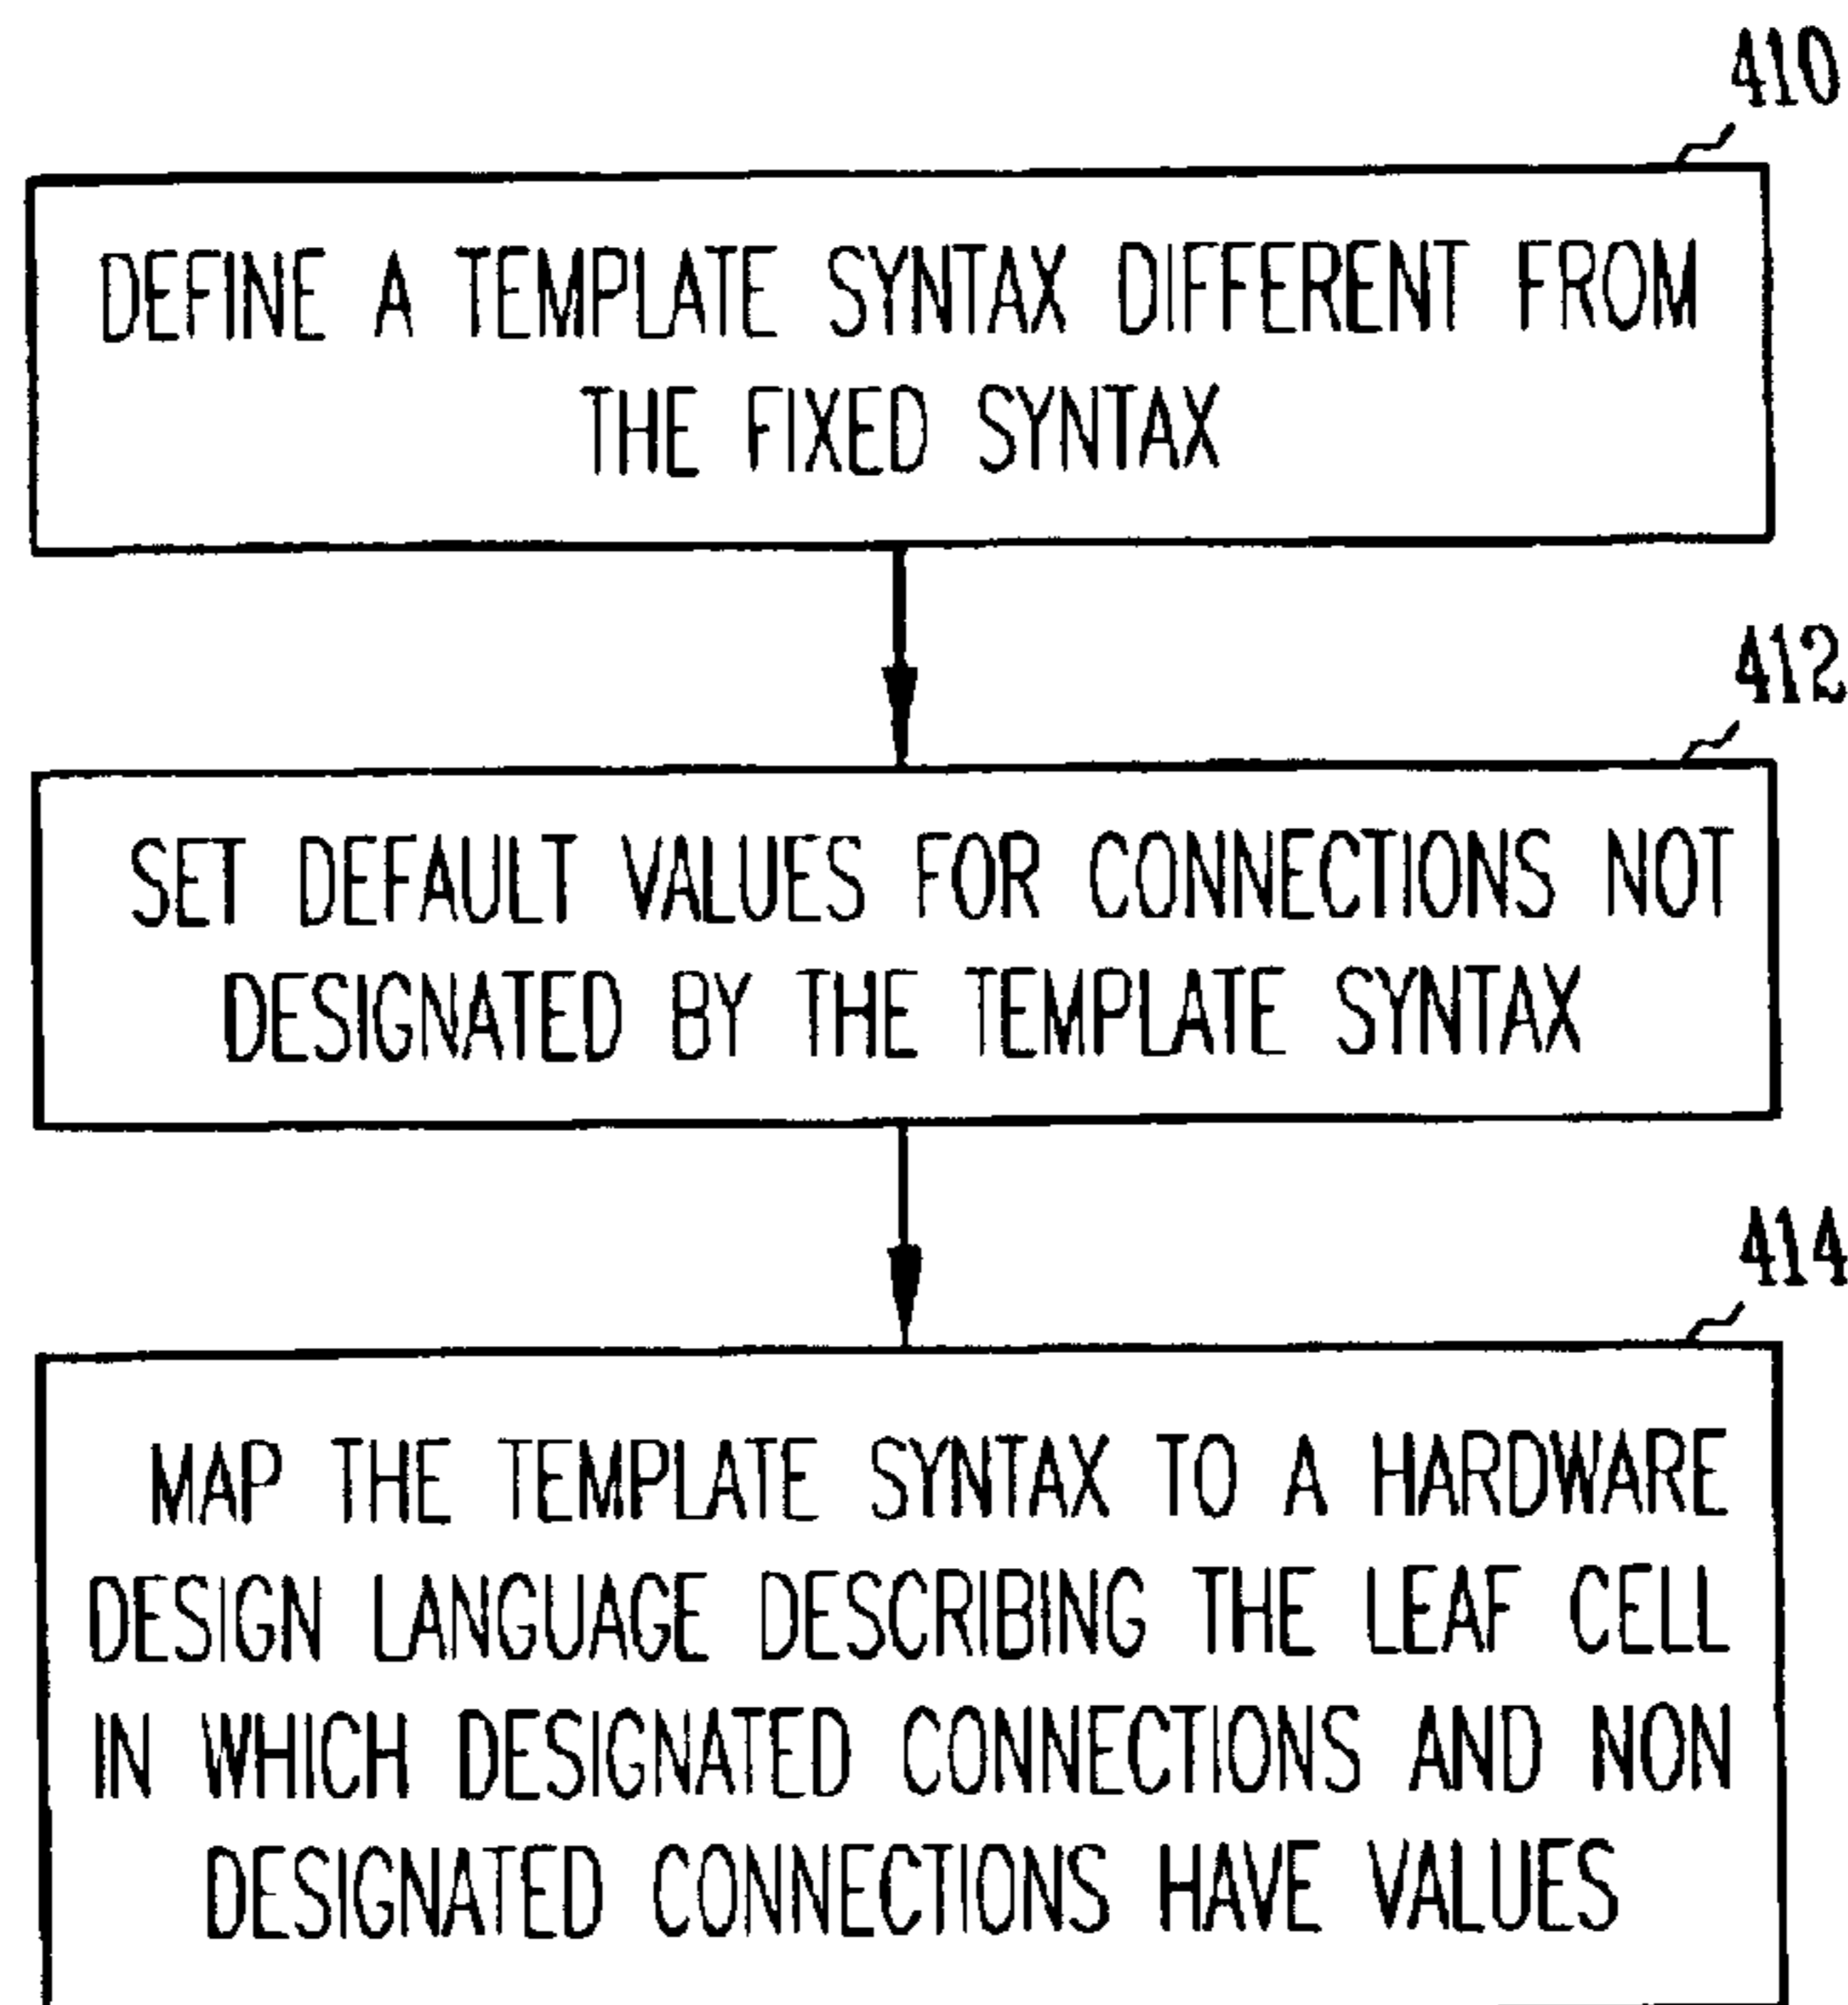 410
DEFINE A TEMPLATE SYNTAX DIFFERENT FROM
THE FIXED SYNTAX
412
SET DEFAULT VALUES FOR CONNECTIONS NOT
DESIGNATED BY THE TEMPLATE SYNTAX
414
MAP THE TEMPLATE SYNTAX TO A HARDWARE
DESIGN LANGUAGE DESCRIBING THE LEAF CELL
IN WHICH DESIGNATED CONNECTIONS AND NON
DESIGNATED CONNECTIONS HAVE VALUES